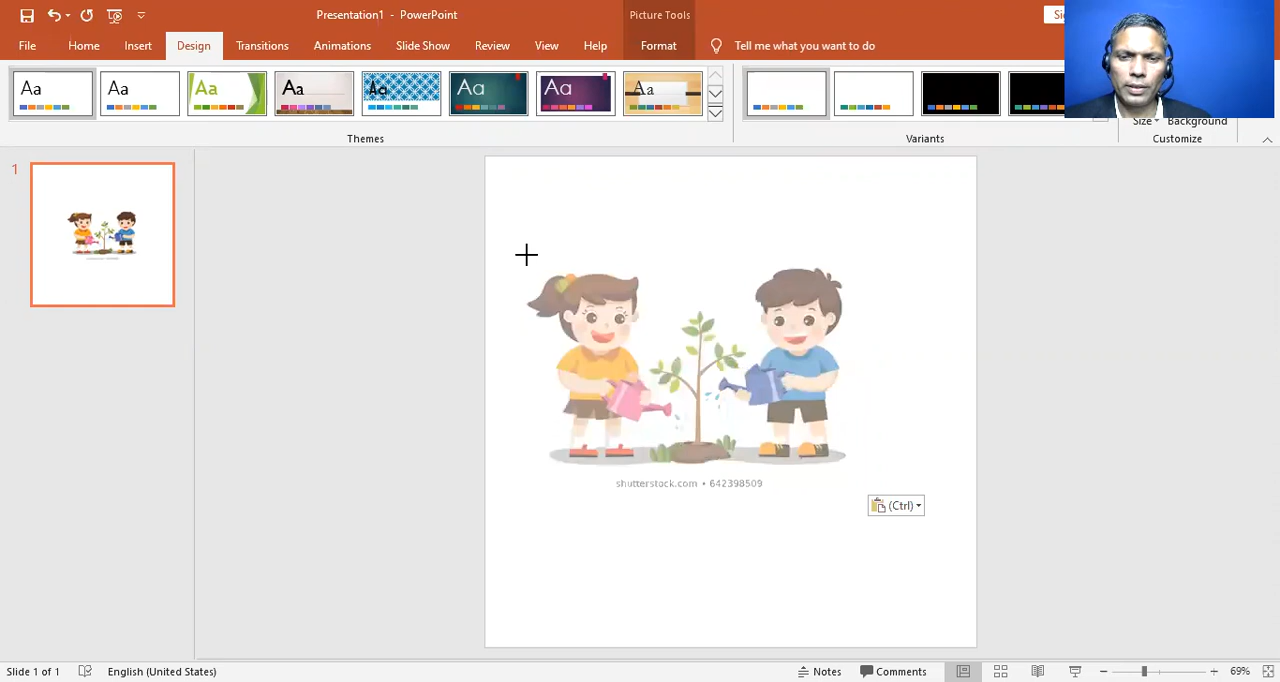 Presentation1 - PowerPoint
Picture Tools
File Home Insert Design Transitions Animations Slide Show Review View Help Format Tell me what you want to do
Aa Aa Aa Aa Aa Aa Aa Aa
Size Background
Themes Variants Customize
1
shutterstock.com • 642398509
(Ctrl)
Slide 1 of 1 English (United States) Notes Comments 69%